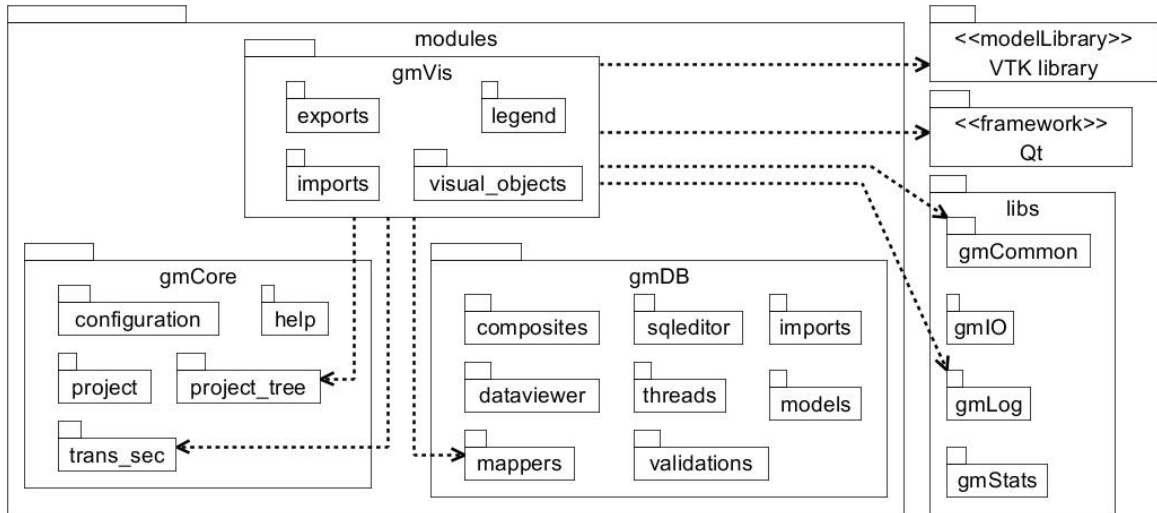 modules
gmVis
exports
legend
imports
visual_objects
<<modelLibrary>>
VTK library
<<framework>>
Qt
libs
gmCommon
gmIO
gmLog
gmStats
gmCore
configuration
help
project
project_tree
trans_sec
gmDB
composites
sqleditor
imports
dataviewer
threads
models
mappers
validations